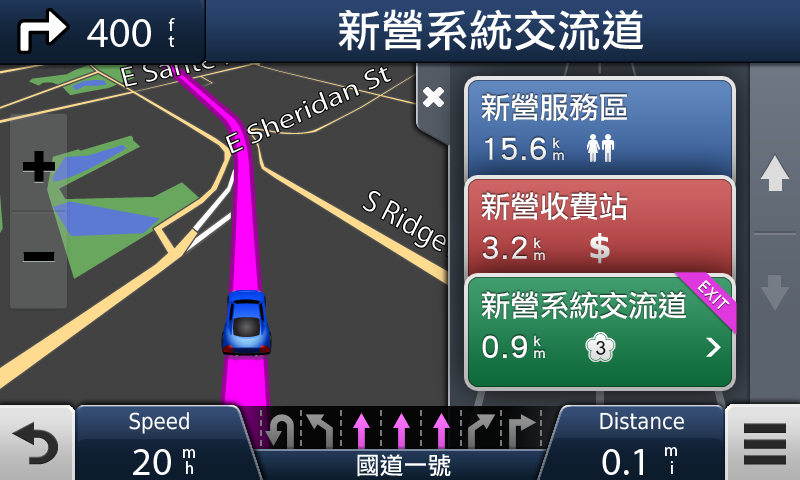 400 ft
新營系統交流道
E Santa
E Sheridan St
S Ridge
新營服務區
15.6 km
新營收費站
3.2 km
$
EXIT
新營系統交流道
0.9 km
3
Speed
20 mh
國道一號
Distance
0.1 mi